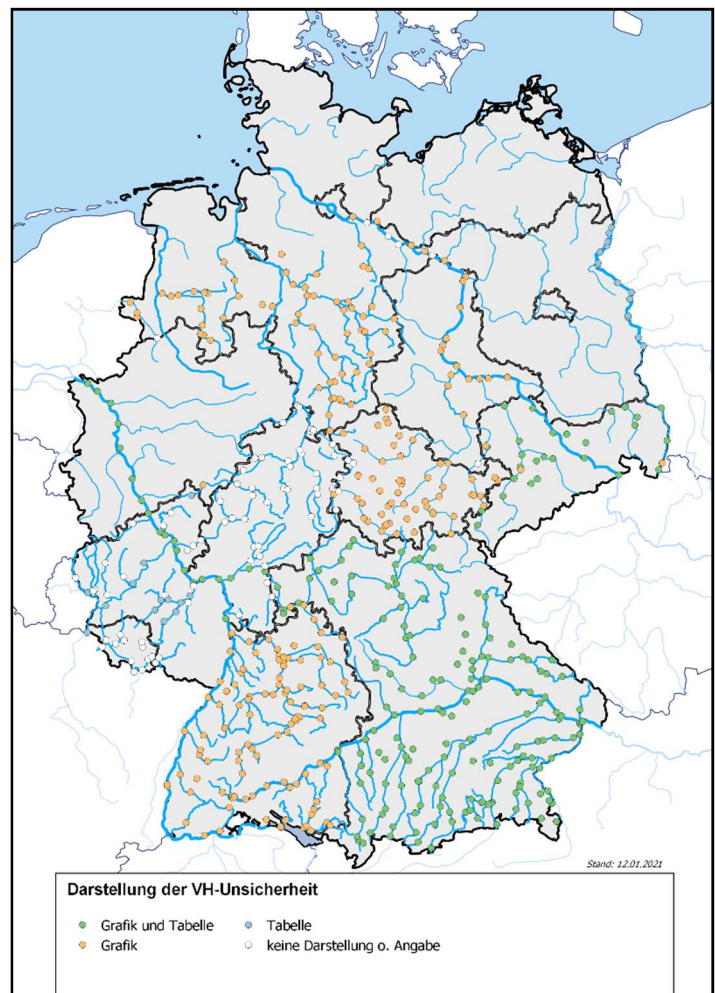 Stand: 12.01.2021
Darstellung der VH-Unsicherheit
Grafik und Tabelle
Tabelle
Grafik
keine Darstellung o. Angabe